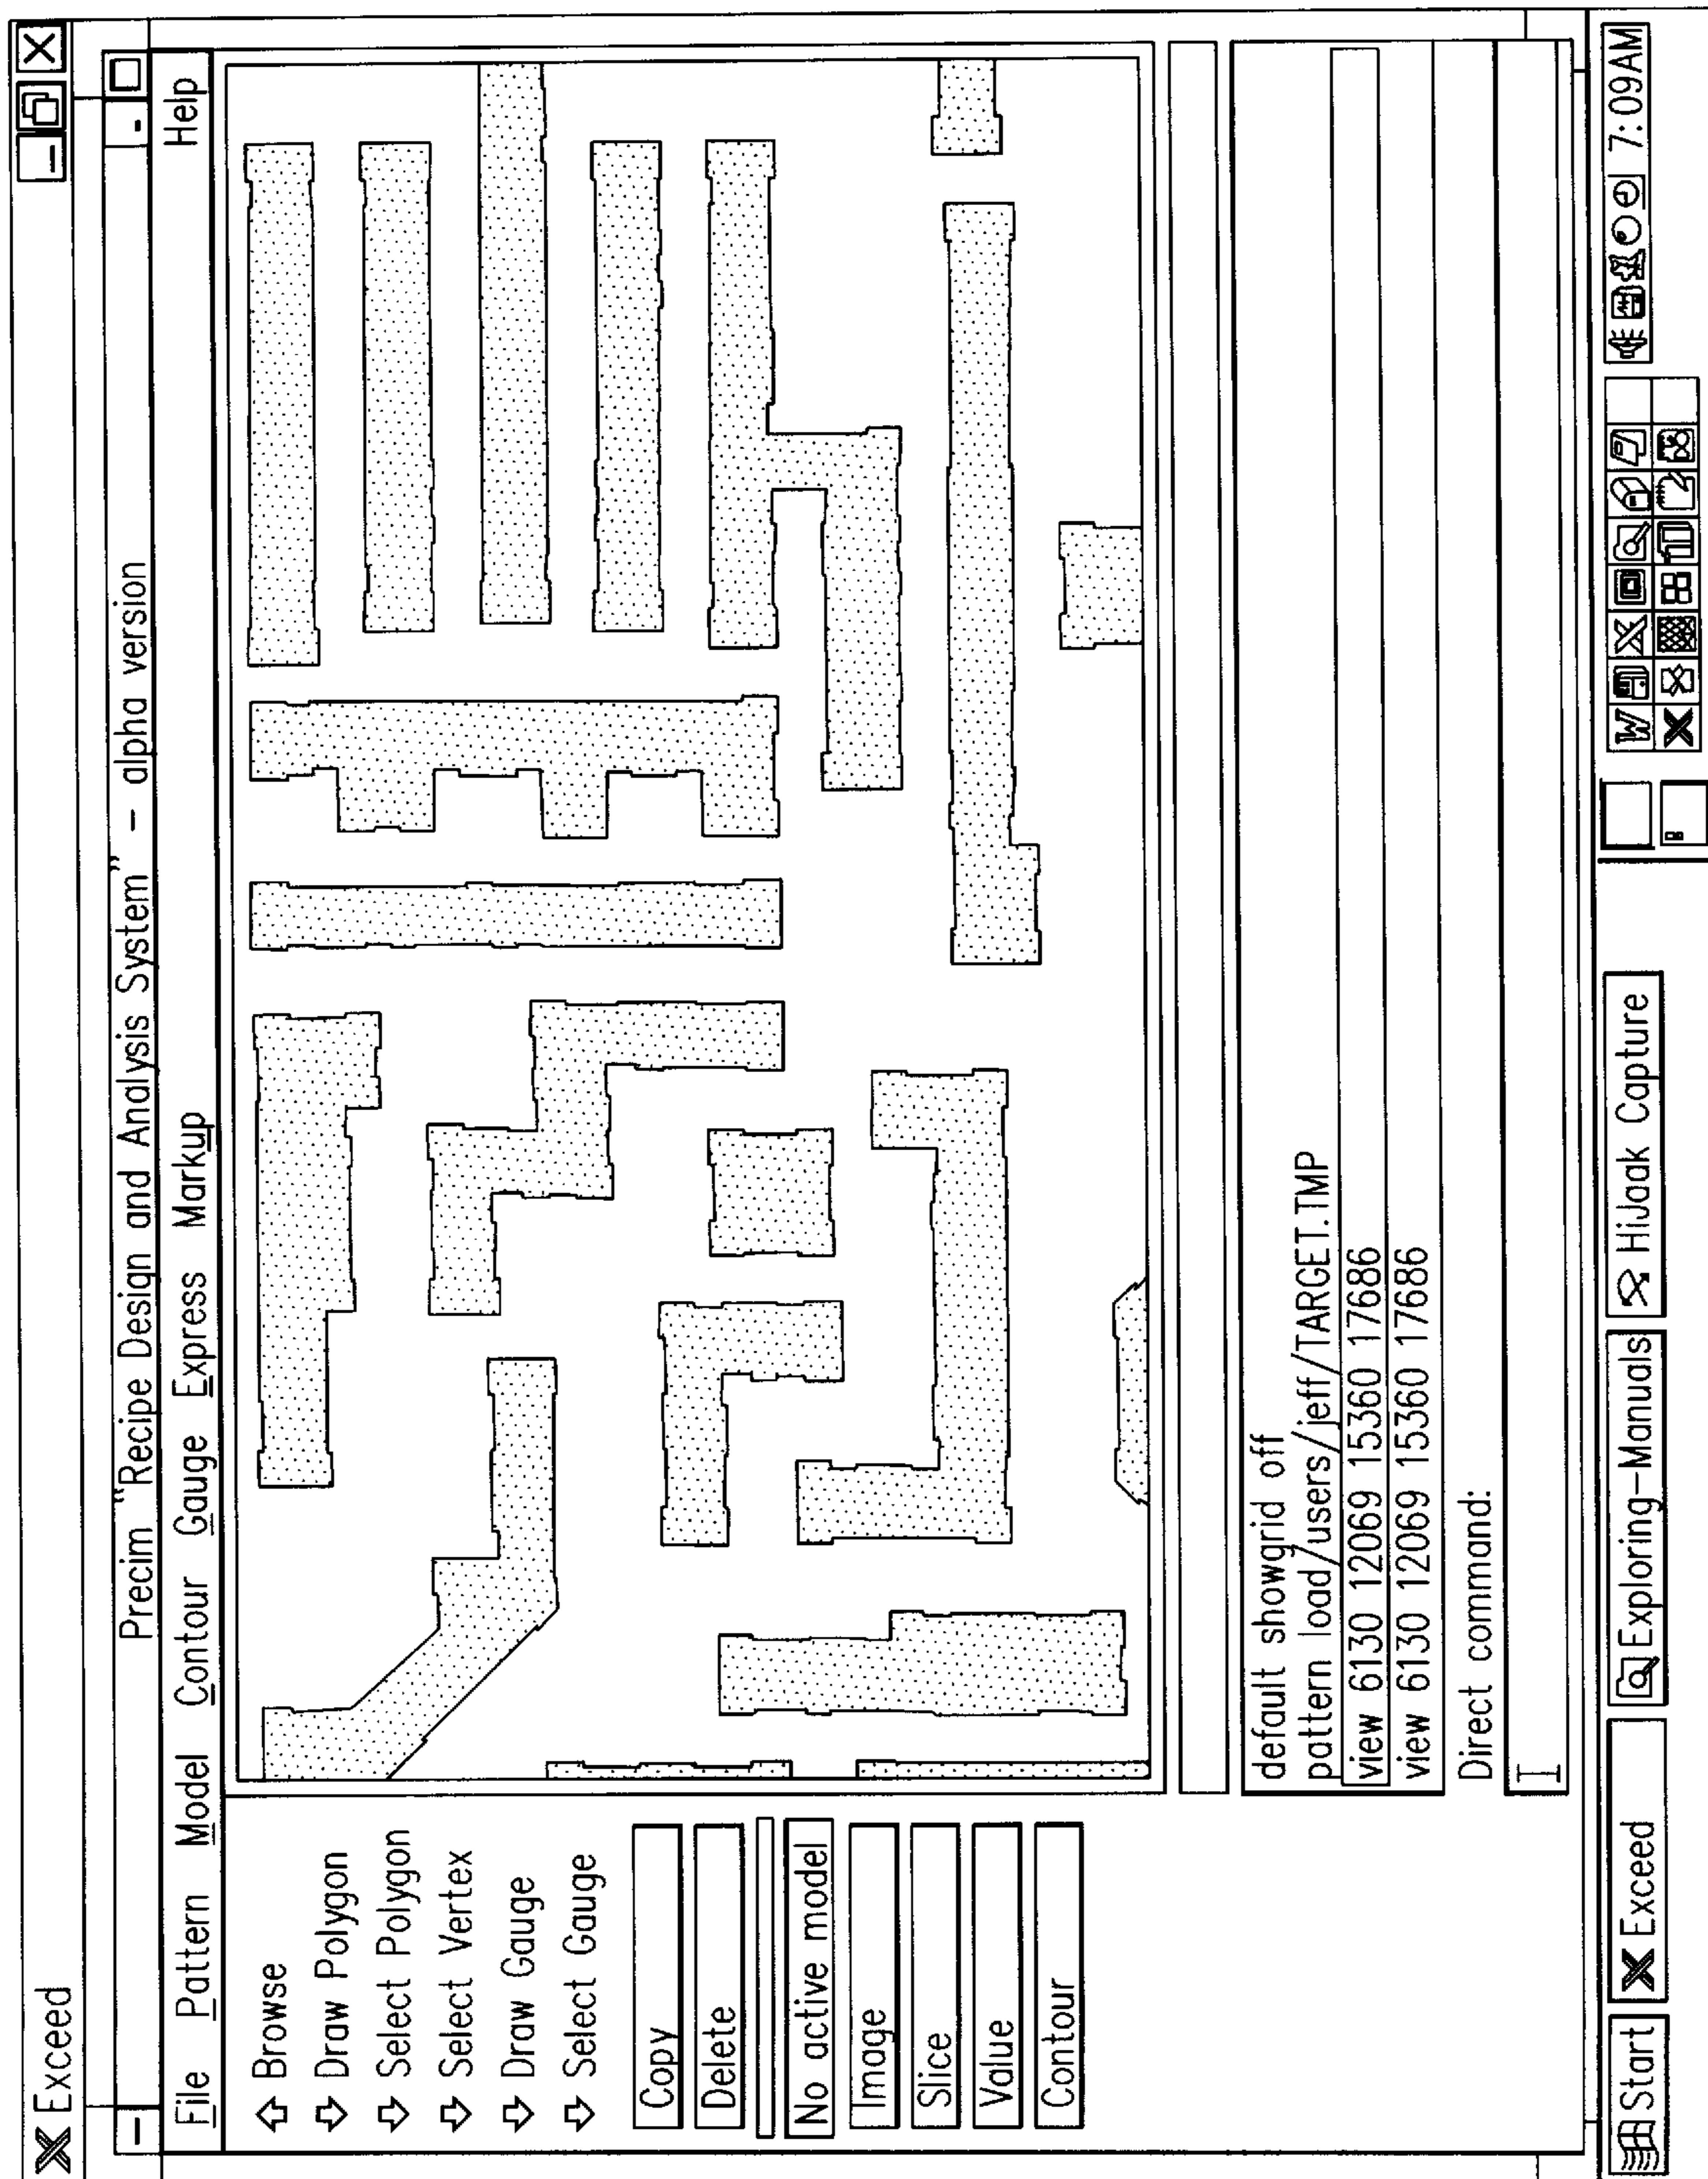 Exceed
Precim "Recipe Design and Analysis System" – alpha version
File Pattern Model Contour Gauge Express Markup Help
Browse
Draw Polygon
Select Polygon
Select Vertex
Draw Gauge
Select Gauge
Copy
Delete
No active model
Image
Slice
Value
Contour
default showgrid off
pattern load/users/jeff/TARGET.TMP
view 6130 12069 15360 17686
view 6130 12069 15360 17686
Direct command:
Start Exceed Exploring-Manuals HiJaak Capture 7:09AM